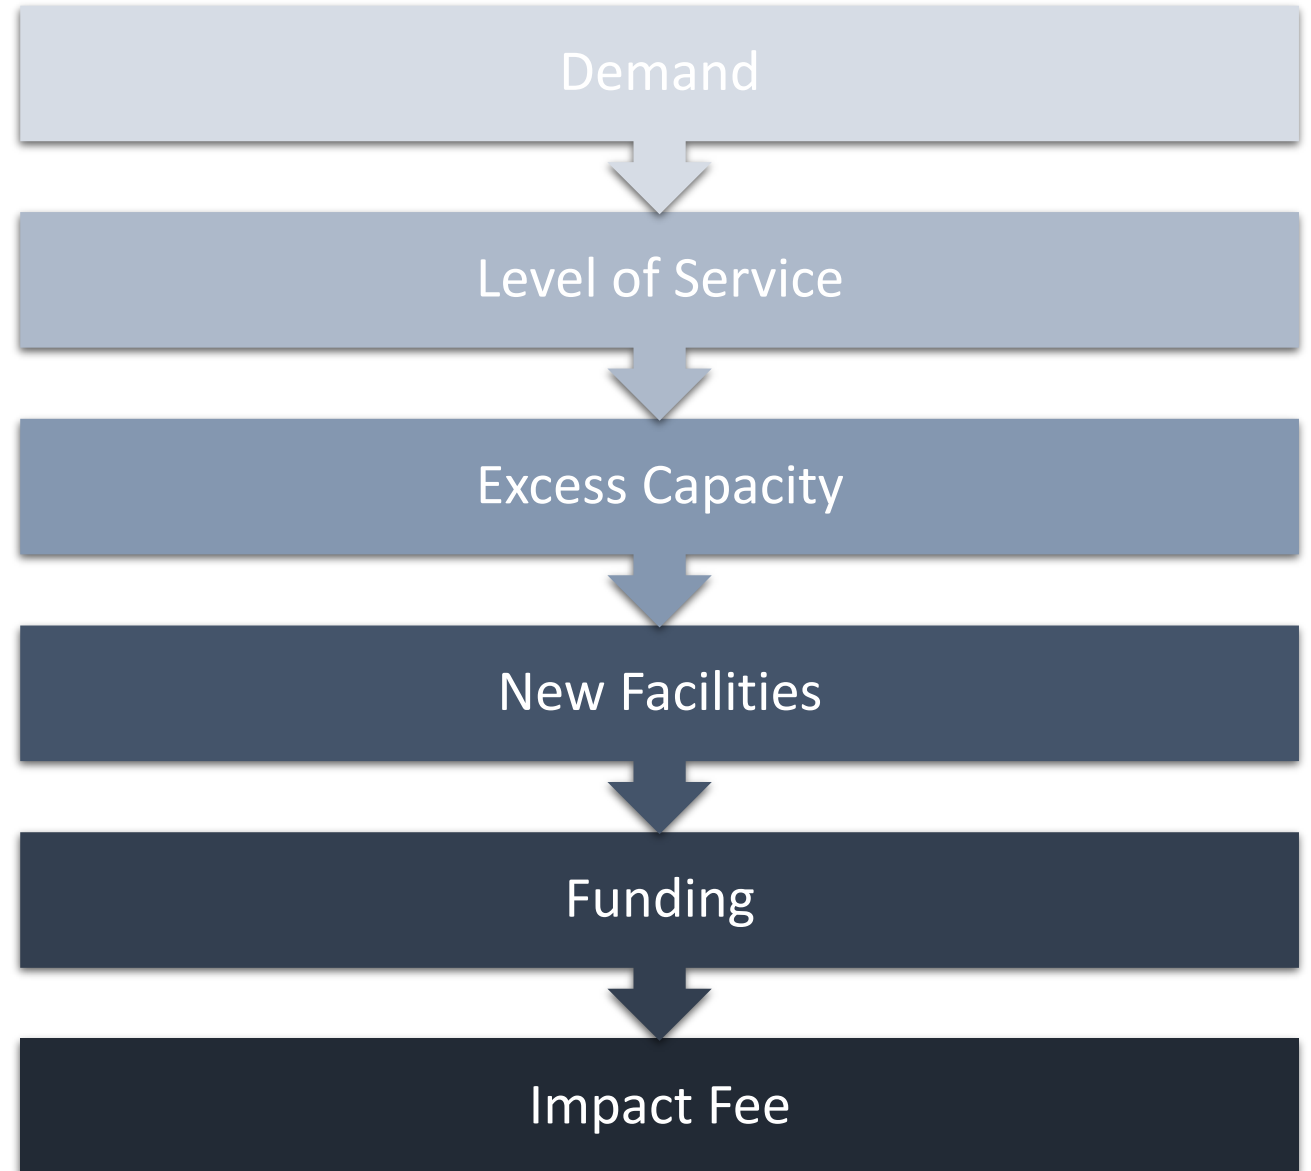 Demand
Level of Service
Excess Capacity
New Facilities
Funding
Impact Fee